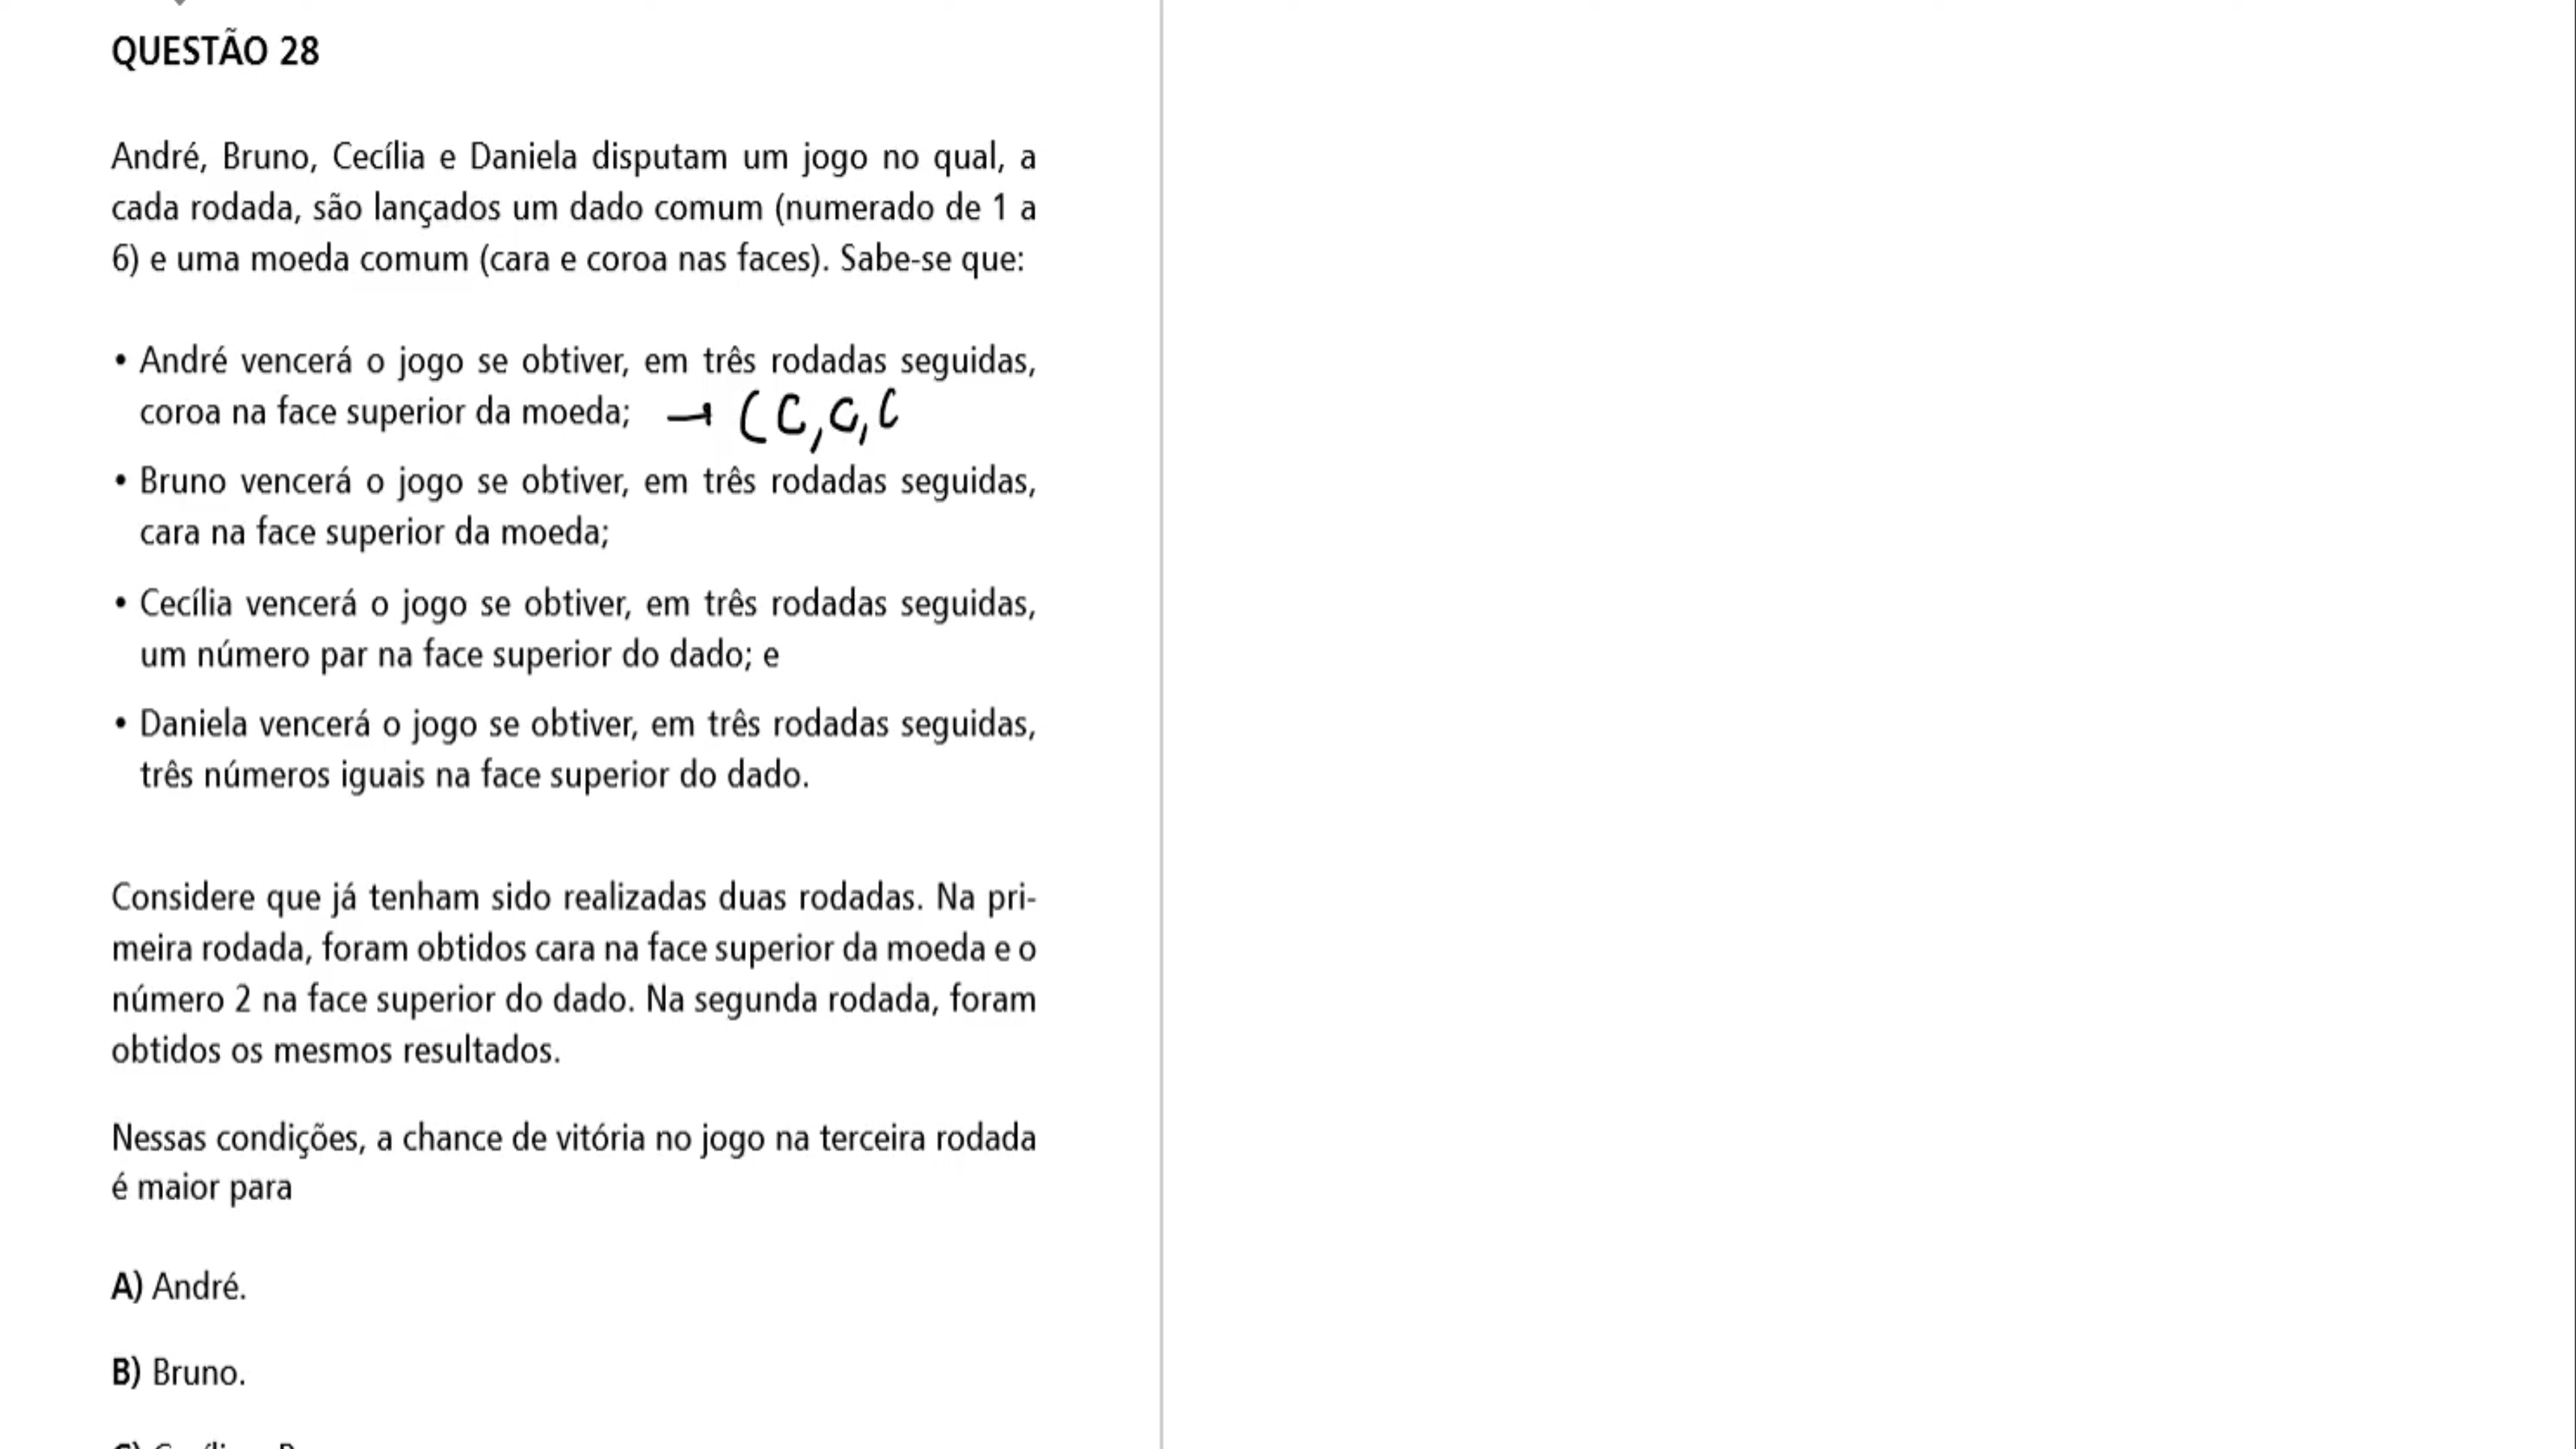 QUESTÃO 28
André, Bruno, Cecília e Daniela disputam um jogo no qual, a
cada rodada, são lançados um dado comum (numerado de 1 a
6) e uma moeda comum (cara e coroa nas faces). Sabe-se que:
• André vencerá o jogo se obtiver, em três rodadas seguidas,
coroa na face superior da moeda; → (C,C,C
• Bruno vencerá o jogo se obtiver, em três rodadas seguidas,
cara na face superior da moeda;
• Cecília vencerá o jogo se obtiver, em três rodadas seguidas,
um número par na face superior do dado; e
• Daniela vencerá o jogo se obtiver, em três rodadas seguidas,
três números iguais na face superior do dado.
Considere que já tenham sido realizadas duas rodadas. Na pri-
meira rodada, foram obtidos cara na face superior da moeda e o
número 2 na face superior do dado. Na segunda rodada, foram
obtidos os mesmos resultados.
Nessas condições, a chance de vitória no jogo na terceira rodada
é maior para
A) André.
B) Bruno.